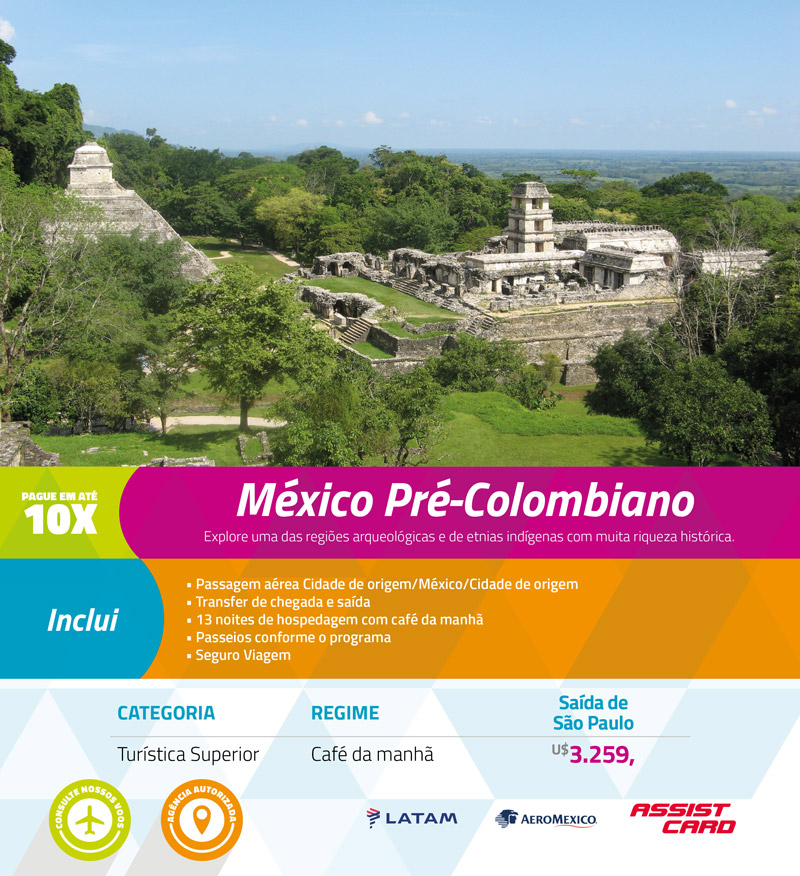 PAGUE EM ATÉ
10X
México Pré-Colombiano
Explore uma das regiões arqueológicas e de etnias indígenas com muita riqueza histórica.
Inclui
• Passagem aérea Cidade de origem/México/Cidade de origem
• Transfer de chegada e saída
• 13 noites de hospedagem com café da manhã
• Passeios conforme o programa
• Seguro Viagem
CATEGORIA REGIME Saída de
São Paulo
Turística Superior Café da manhã U$3.259,
CONSULTE NOSSOS VOOS
AGÊNCIA AUTORIZADA
LATAM AEROMEXICO. ASSIST
CARD